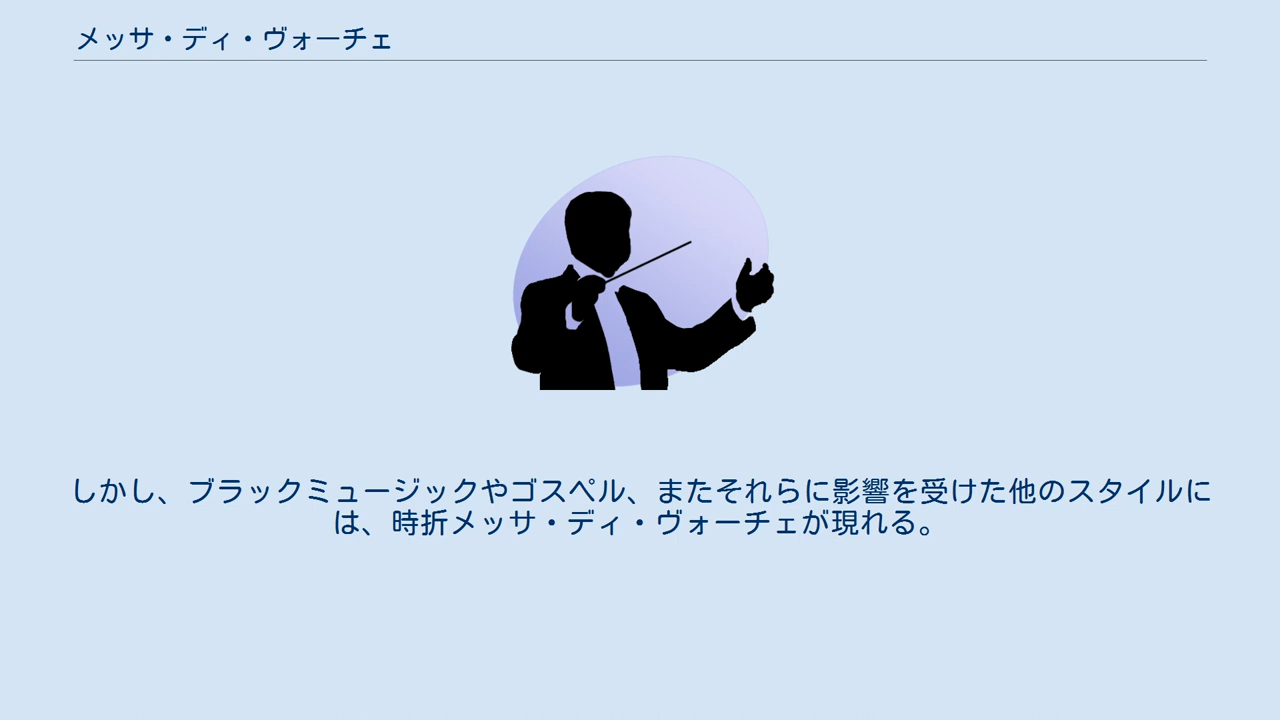 メッサ・ディ・ヴォーチェ
しかし、ブラックミュージックやゴスペル、またそれらに影響を受けた他のスタイルに
は、時折メッサ・ディ・ヴォーチェが現れる。